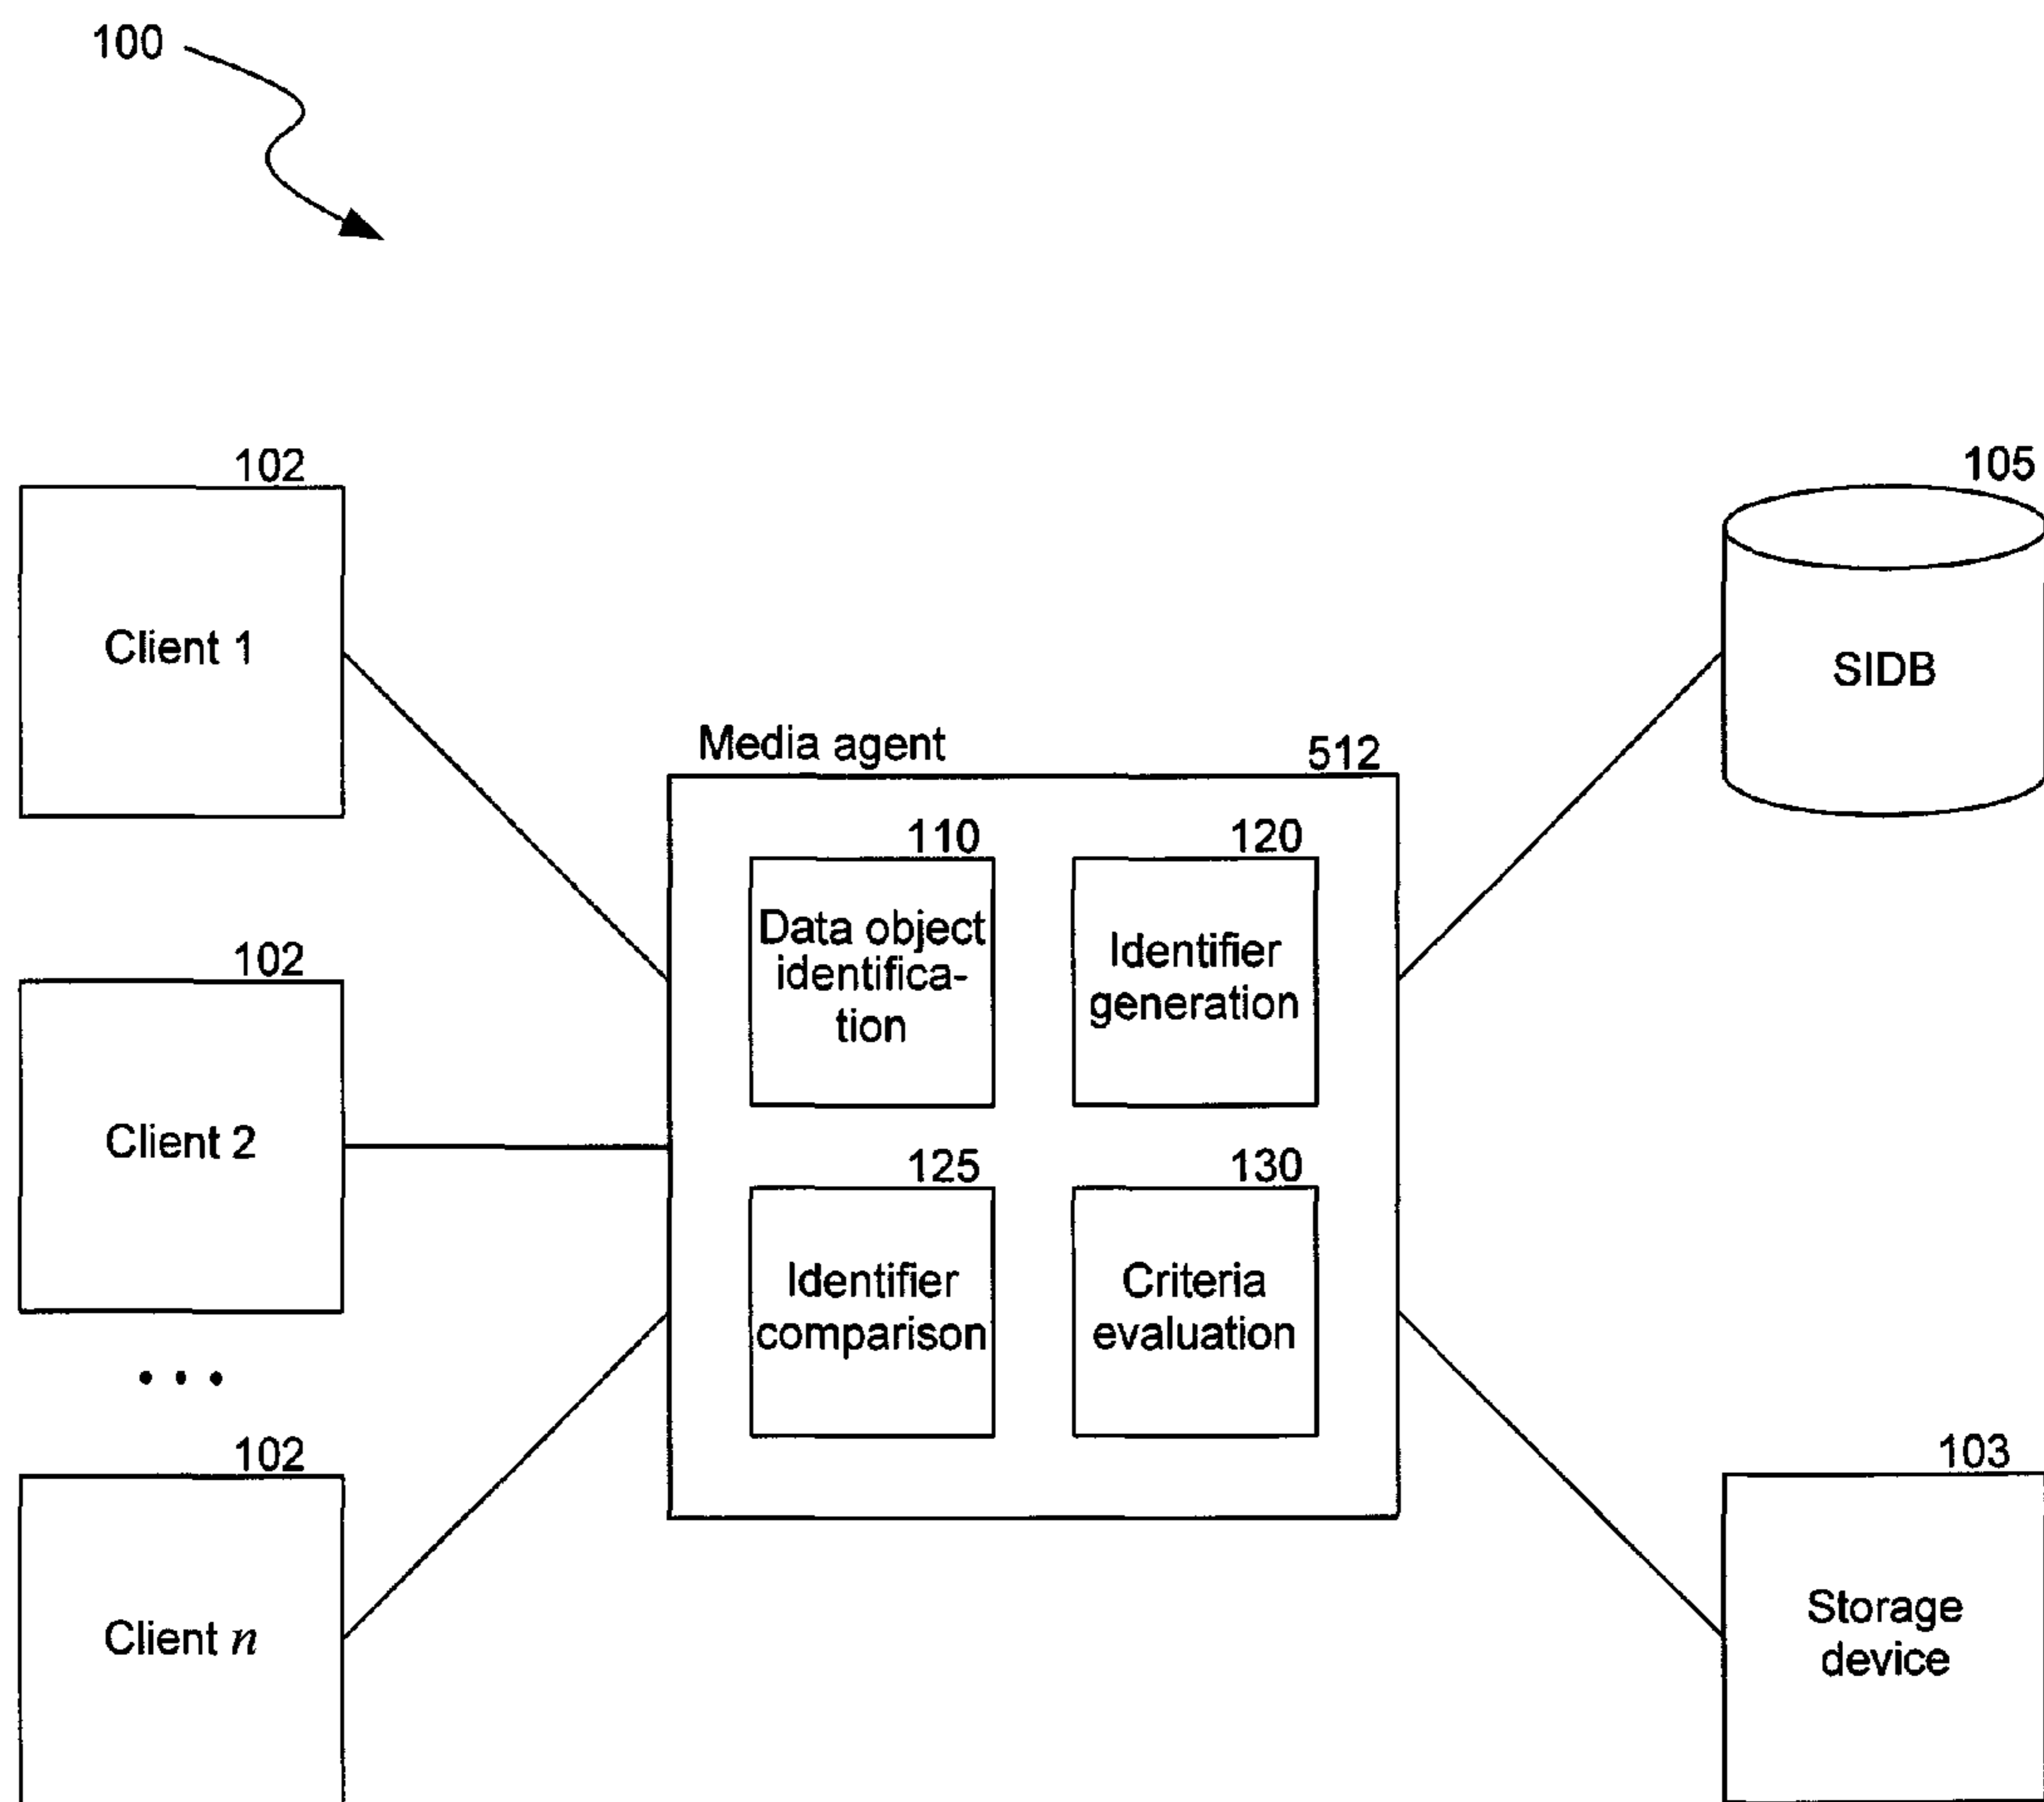 100
102
Client 1
102
Client 2
• • •
102
Client n
Media agent
512
110
Data object
identifica-
tion
120
Identifier
generation
125
Identifier
comparison
130
Criteria
evaluation
105
SIDB
103
Storage
device